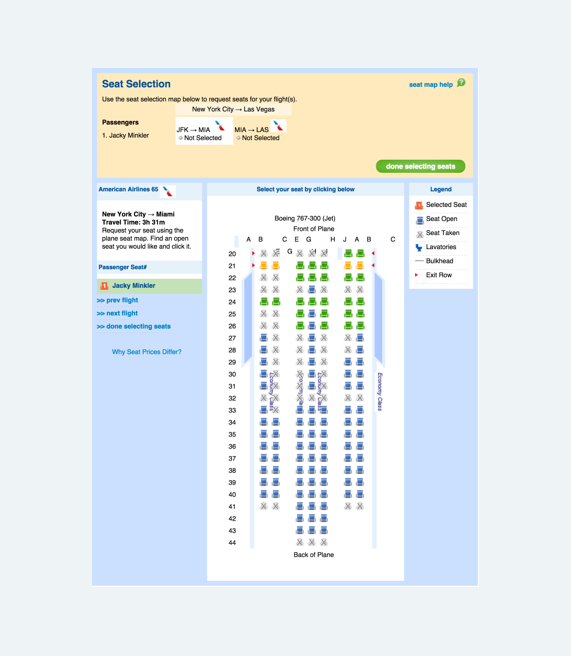 Seat Selection
seat map help
Use the seat selection map below to request seats for your flight(s).
New York City → Las Vegas
Passengers
1. Jacky Minkler
JFK → MIA
Not Selected
MIA → LAS
Not Selected
done selecting seats
American Airlines 65
New York City → Miami
Travel Time: 3h 31m
Request your seat using the
plane seat map. Find an open
seat you would like and click it.
Passenger Seat#
Jacky Minkler
>> prev flight
>> next flight
>> done selecting seats
Why Seat Prices Differ?
Select your seat by clicking below
Boeing 767-300 (Jet)
Front of Plane
A B C E G H J A B C
G
20
21
22
23
24
25
26
27
28
29
30
31
32
33
34
35
36
37
38
39
40
41
42
43
44
Economy Class
Economy Class
Economy Class
Back of Plane
Legend
Selected Seat
Seat Open
Seat Taken
Lavatories
Bulkhead
Exit Row